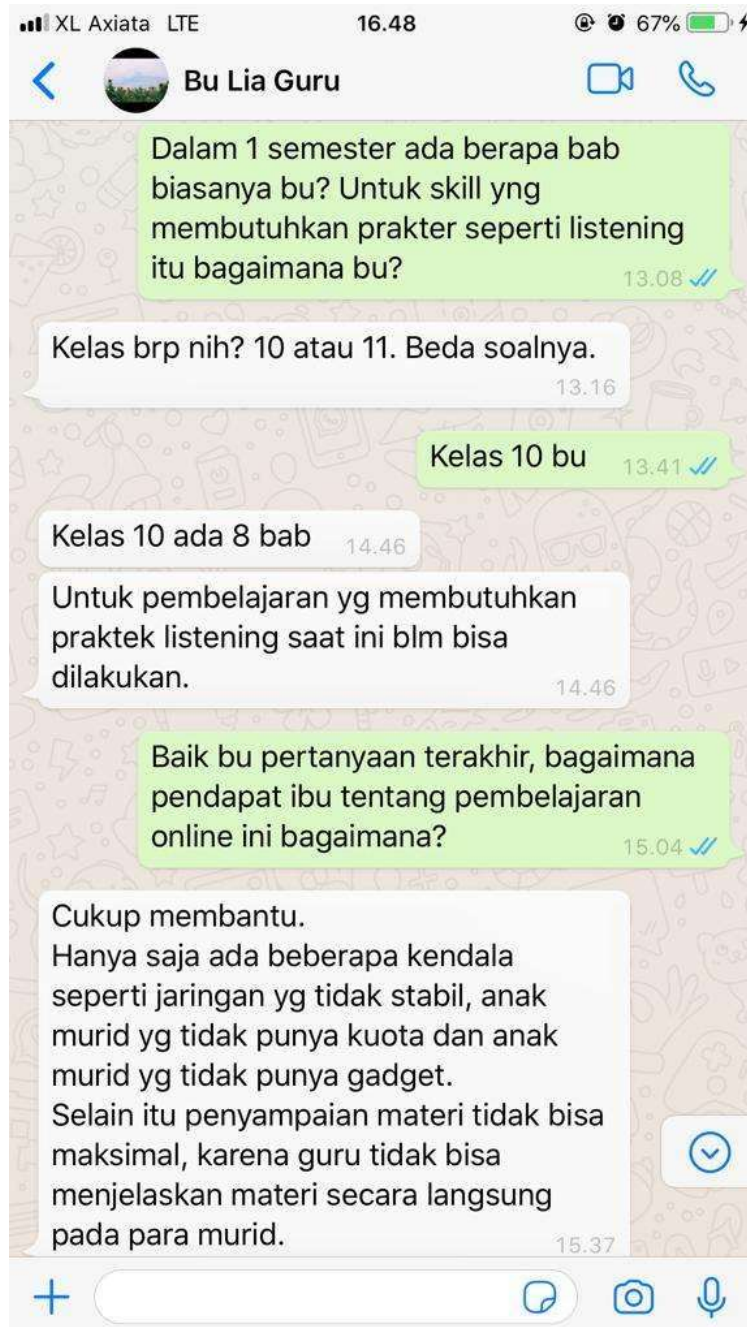 XL Axiata LTE 16.48 67%
Bu Lia Guru
Dalam 1 semester ada berapa bab
biasanya bu? Untuk skill yng
membutuhkan prakter seperti listening
itu bagaimana bu?
13.08
Kelas brp nih? 10 atau 11. Beda soalnya.
13.16
Kelas 10 bu 13.41
Kelas 10 ada 8 bab 14.46
Untuk pembelajaran yg membutuhkan
praktek listening saat ini blm bisa
dilakukan.
14.46
Baik bu pertanyaan terakhir, bagaimana
pendapat ibu tentang pembelajaran
online ini bagaimana?
15.04
Cukup membantu.
Hanya saja ada beberapa kendala
seperti jaringan yg tidak stabil, anak
murid yg tidak punya kuota dan anak
murid yg tidak punya gadget.
Selain itu penyampaian materi tidak bisa
maksimal, karena guru tidak bisa
menjelaskan materi secara langsung
pada para murid.
15.37